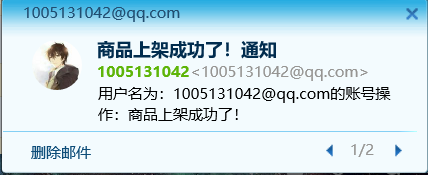 1005131042@qq.com
商品上架成功了！通知
1005131042<1005131042@qq.com>
用户名为：1005131042@qq.com的账号操
作：商品上架成功了！
删除邮件
1/2